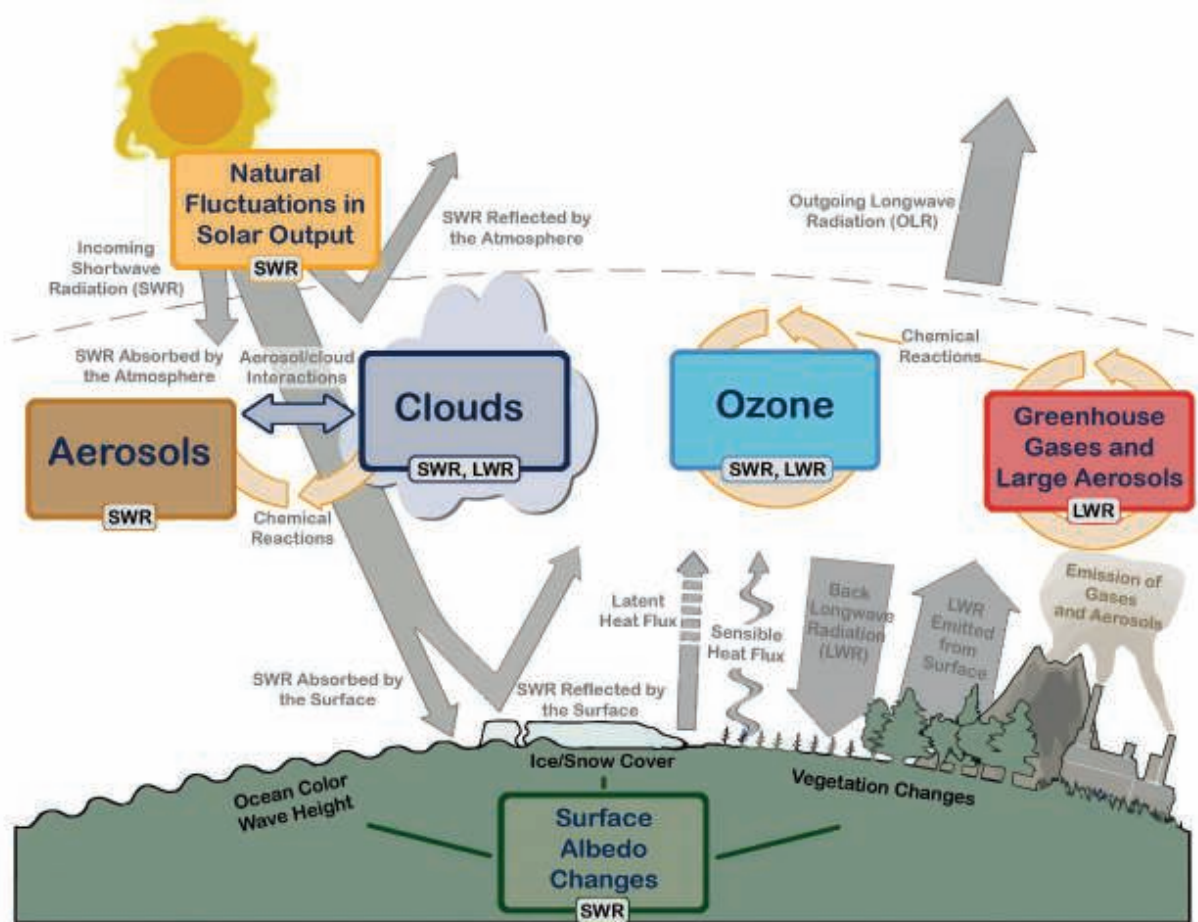 Natural
Fluctuations in
Solar Output
SWR
Incoming
Shortwave
Radiation (SWR)
SWR Reflected by
the Atmosphere
Outgoing Longwave
Radiation (OLR)
SWR Absorbed by
the Atmosphere
Aerosol/cloud
Interactions
Chemical
Reactions
Aerosols
SWR
Clouds
SWR, LWR
Ozone
SWR, LWR
Greenhouse
Gases and
Large Aerosols
LWR
Chemical
Reactions
Latent
Heat Flux
Sensible
Heat Flux
Back
Longwave
Radiation
(LWR)
LWR
Emitted
from
Surface
Emission of
Gases
and Aerosols
SWR Absorbed by
the Surface
SWR Reflected by
the Surface
Ice/Snow Cover
Ocean Color
Wave Height
Vegetation Changes
Surface
Albedo
Changes
SWR